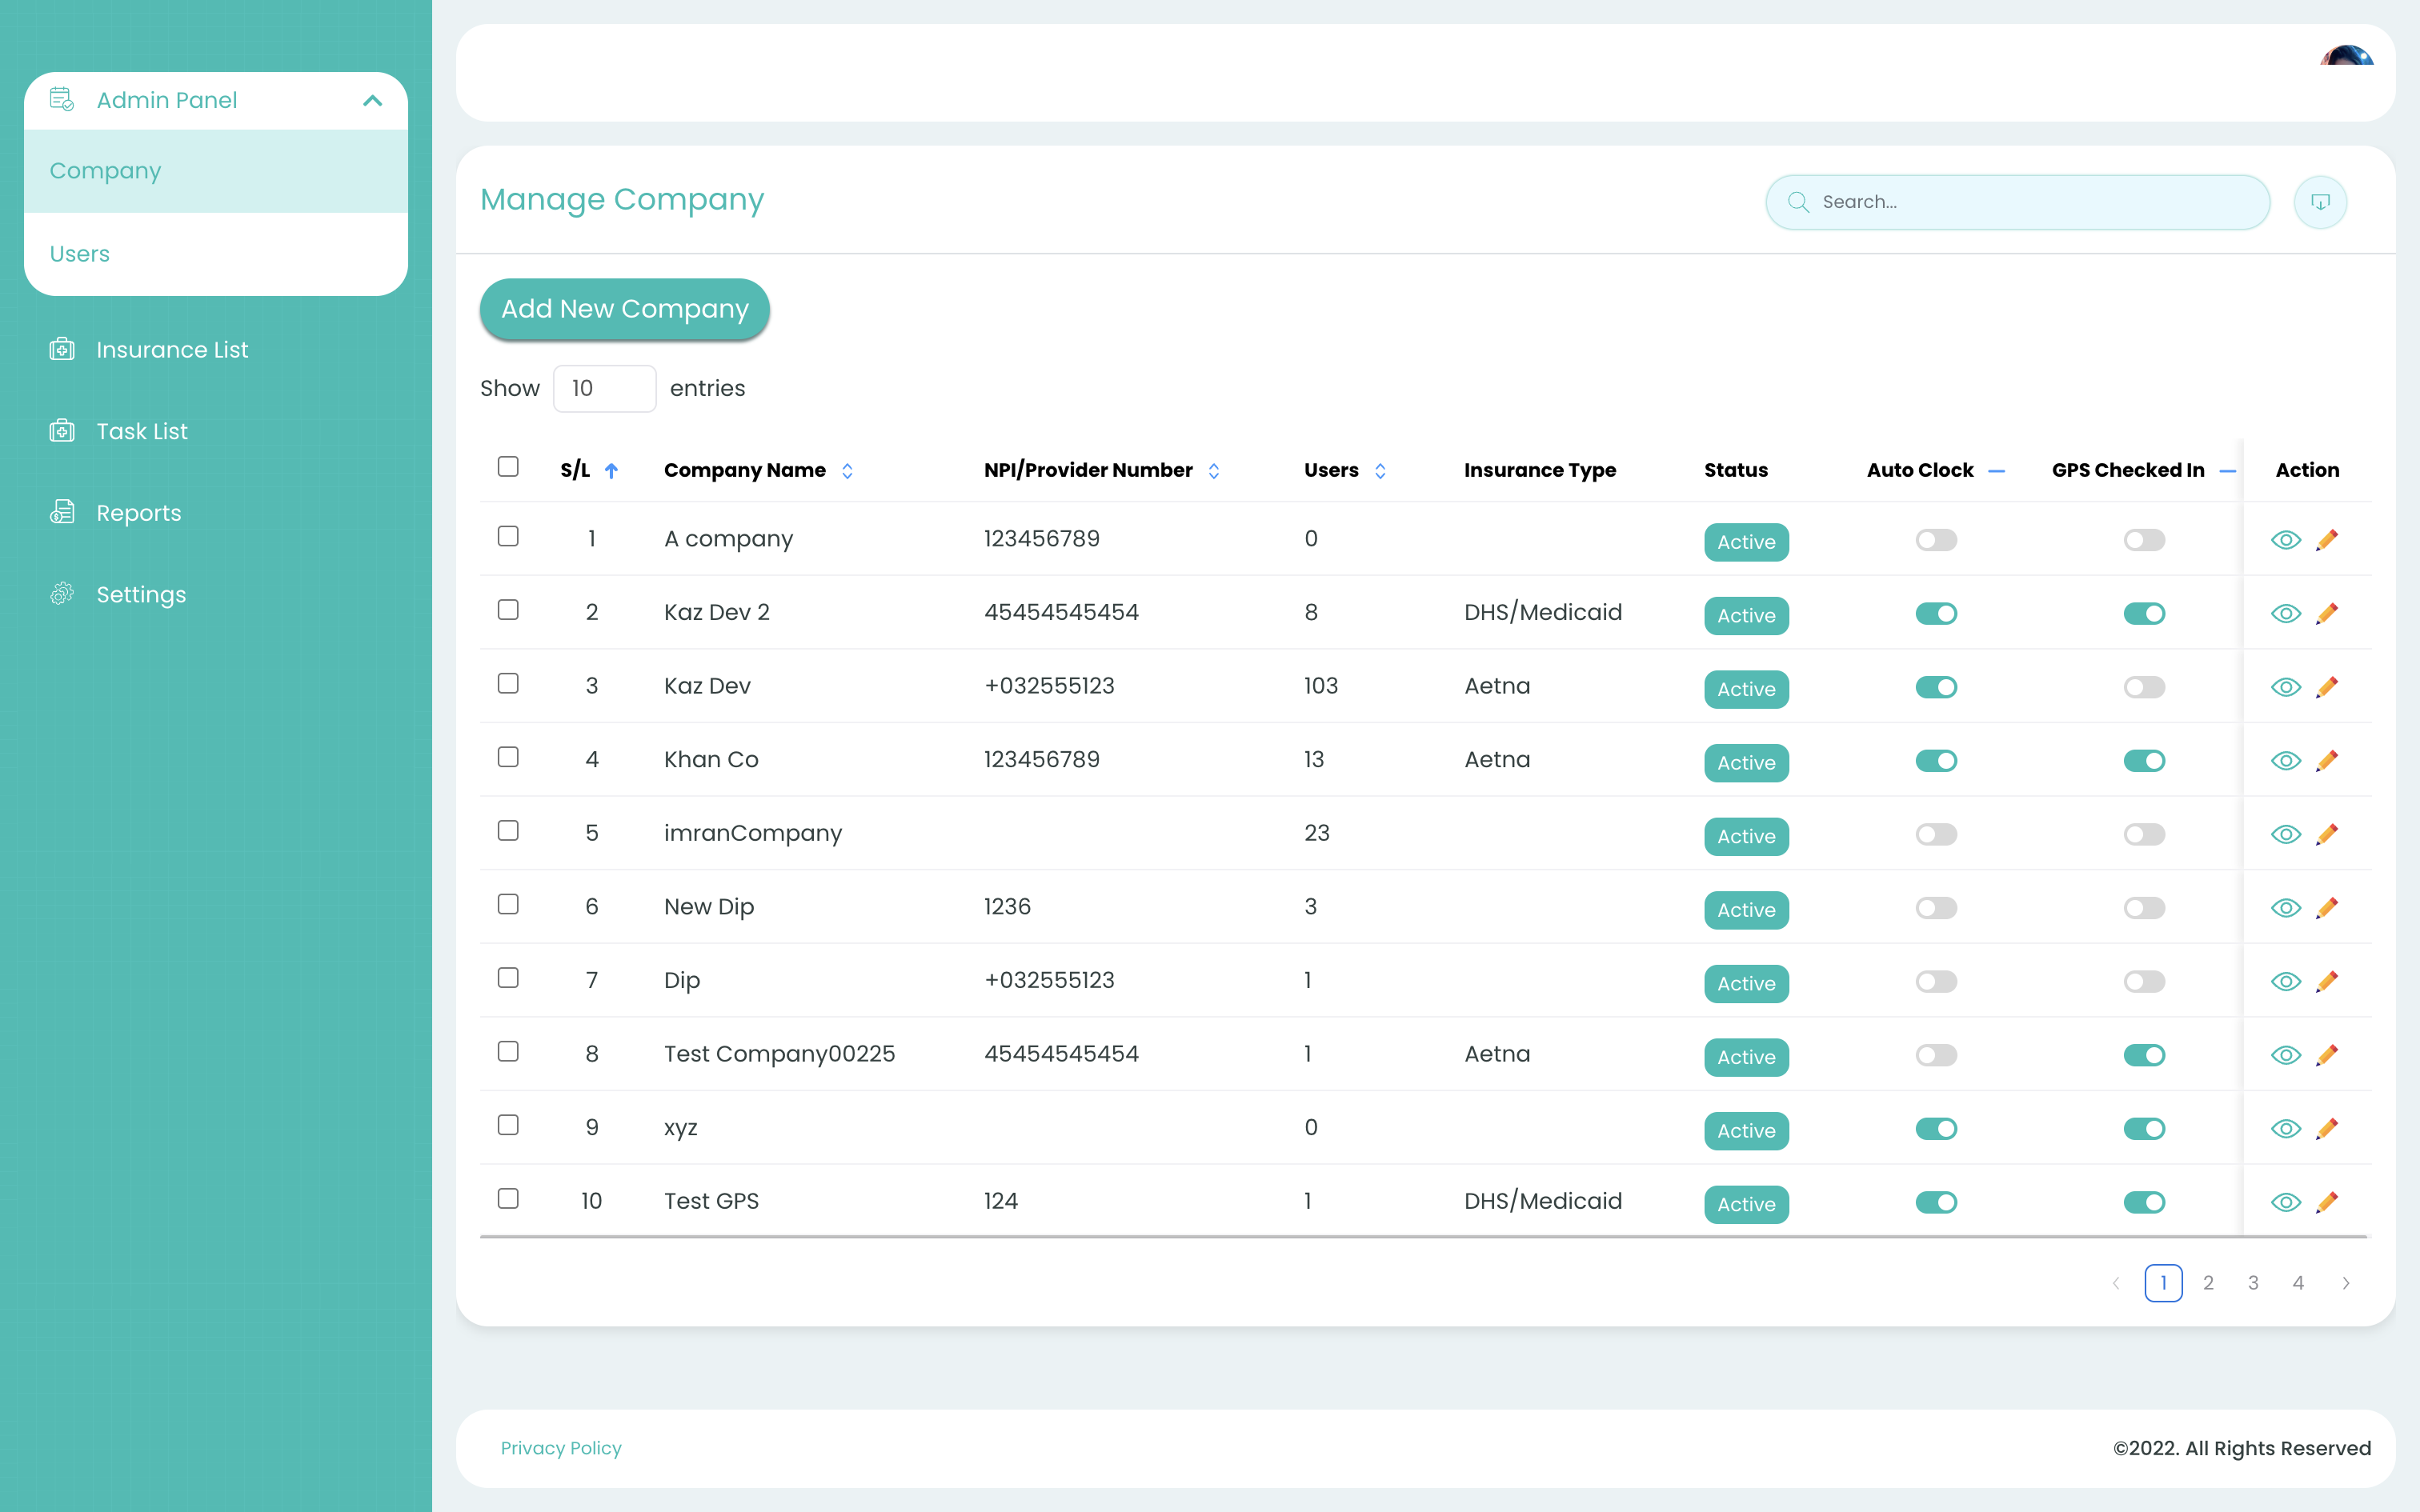 Admin Panel
Company
Users
Insurance List
Task List
Reports
Settings
Manage Company
Search...
Add New Company
Show 10 entries
S/L Company Name NPI/Provider Number Users Insurance Type Status Auto Clock GPS Checked In Action
1 A company 123456789 0 Active
2 Kaz Dev 2 45454545454 8 DHS/Medicaid Active
3 Kaz Dev +032555123 103 Aetna Active
4 Khan Co 123456789 13 Aetna Active
5 imranCompany 23 Active
6 New Dip 1236 3 Active
7 Dip +032555123 1 Active
8 Test Company00225 45454545454 1 Aetna Active
9 xyz 0 Active
10 Test GPS 124 1 DHS/Medicaid Active
1 2 3 4
Privacy Policy ©2022. All Rights Reserved